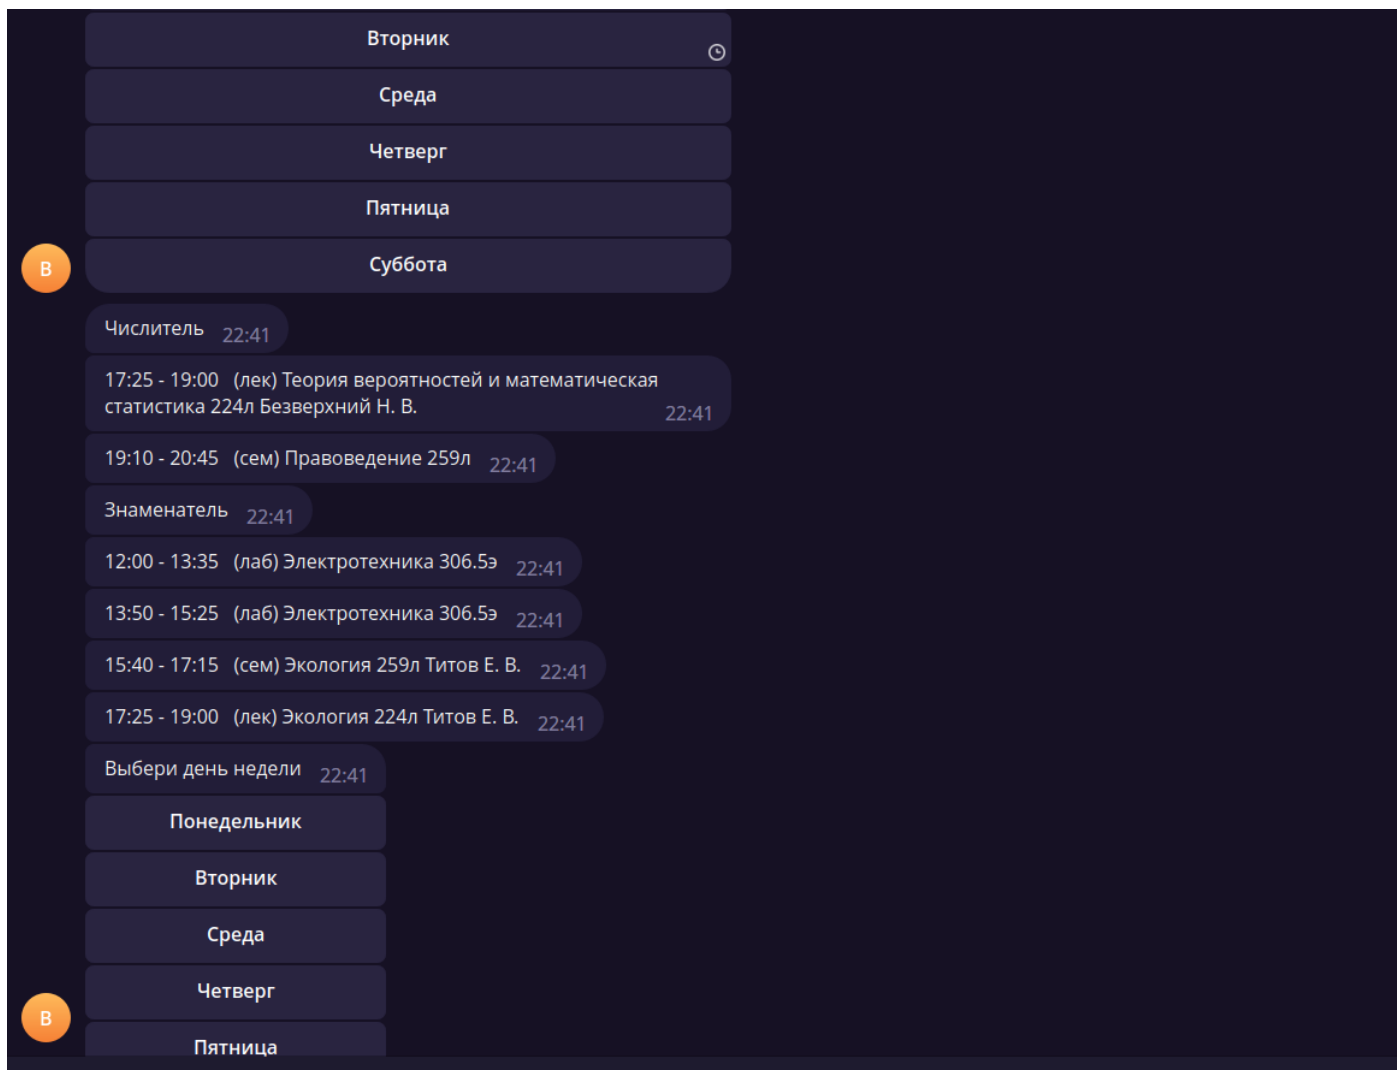 Вторник
Среда
Четверг
Пятница
Суббота
В
Числитель 22:41
17:25 - 19:00 (лек) Теория вероятностей и математическая
статистика 224л Безверхний Н. В. 22:41
19:10 - 20:45 (сем) Правоведение 259л 22:41
Знаменатель 22:41
12:00 - 13:35 (лаб) Электротехника 306.5э 22:41
13:50 - 15:25 (лаб) Электротехника 306.5э 22:41
15:40 - 17:15 (сем) Экология 259л Титов Е. В. 22:41
17:25 - 19:00 (лек) Экология 224л Титов Е. В. 22:41
Выбери день недели 22:41
Понедельник
Вторник
Среда
Четверг
В
Пятница